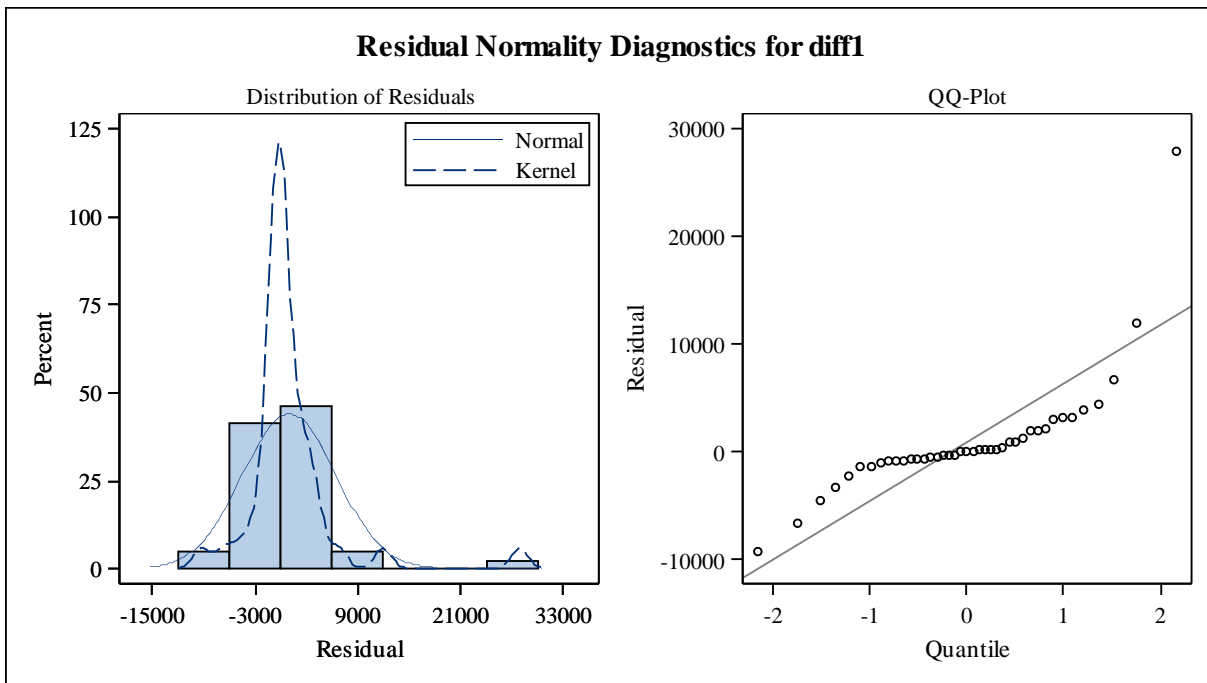 Residual Normality Diagnostics for diff1
Distribution of Residuals
Normal
Kernel
125
100
75
50
25
0
Percent
-15000 -3000 9000 21000 33000
Residual
QQ-Plot
30000
20000
10000
0
-10000
Residual
-2 -1 0 1 2
Quantile